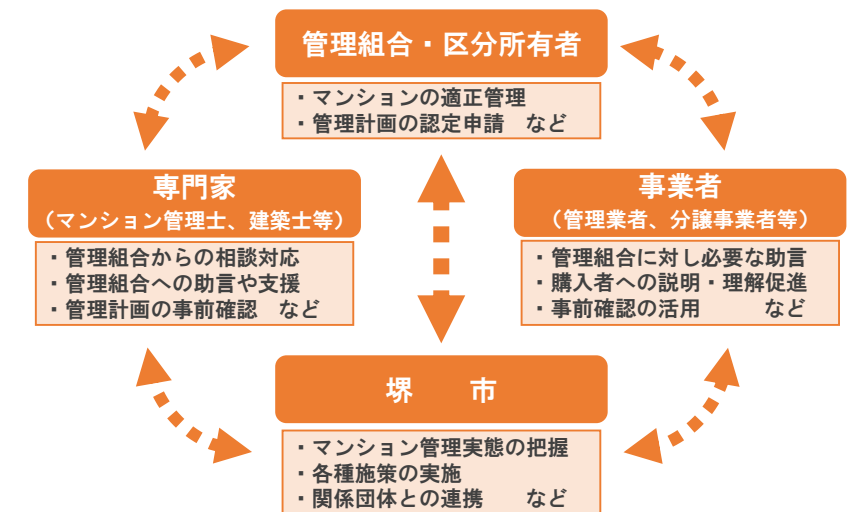 管理組合・区分所有者
・マンションの適正管理
・管理計画の認定申請　など
専門家
（マンション管理士、建築士等）
・管理組合からの相談対応
・管理組合への助言や支援
・管理計画の事前確認　など
事業者
（管理業者、分譲事業者等）
・管理組合に対し必要な助言
・購入者への説明・理解促進
・事前確認の活用　　　など
堺　　市
・マンション管理実態の把握
・各種施策の実施
・関係団体との連携　　など